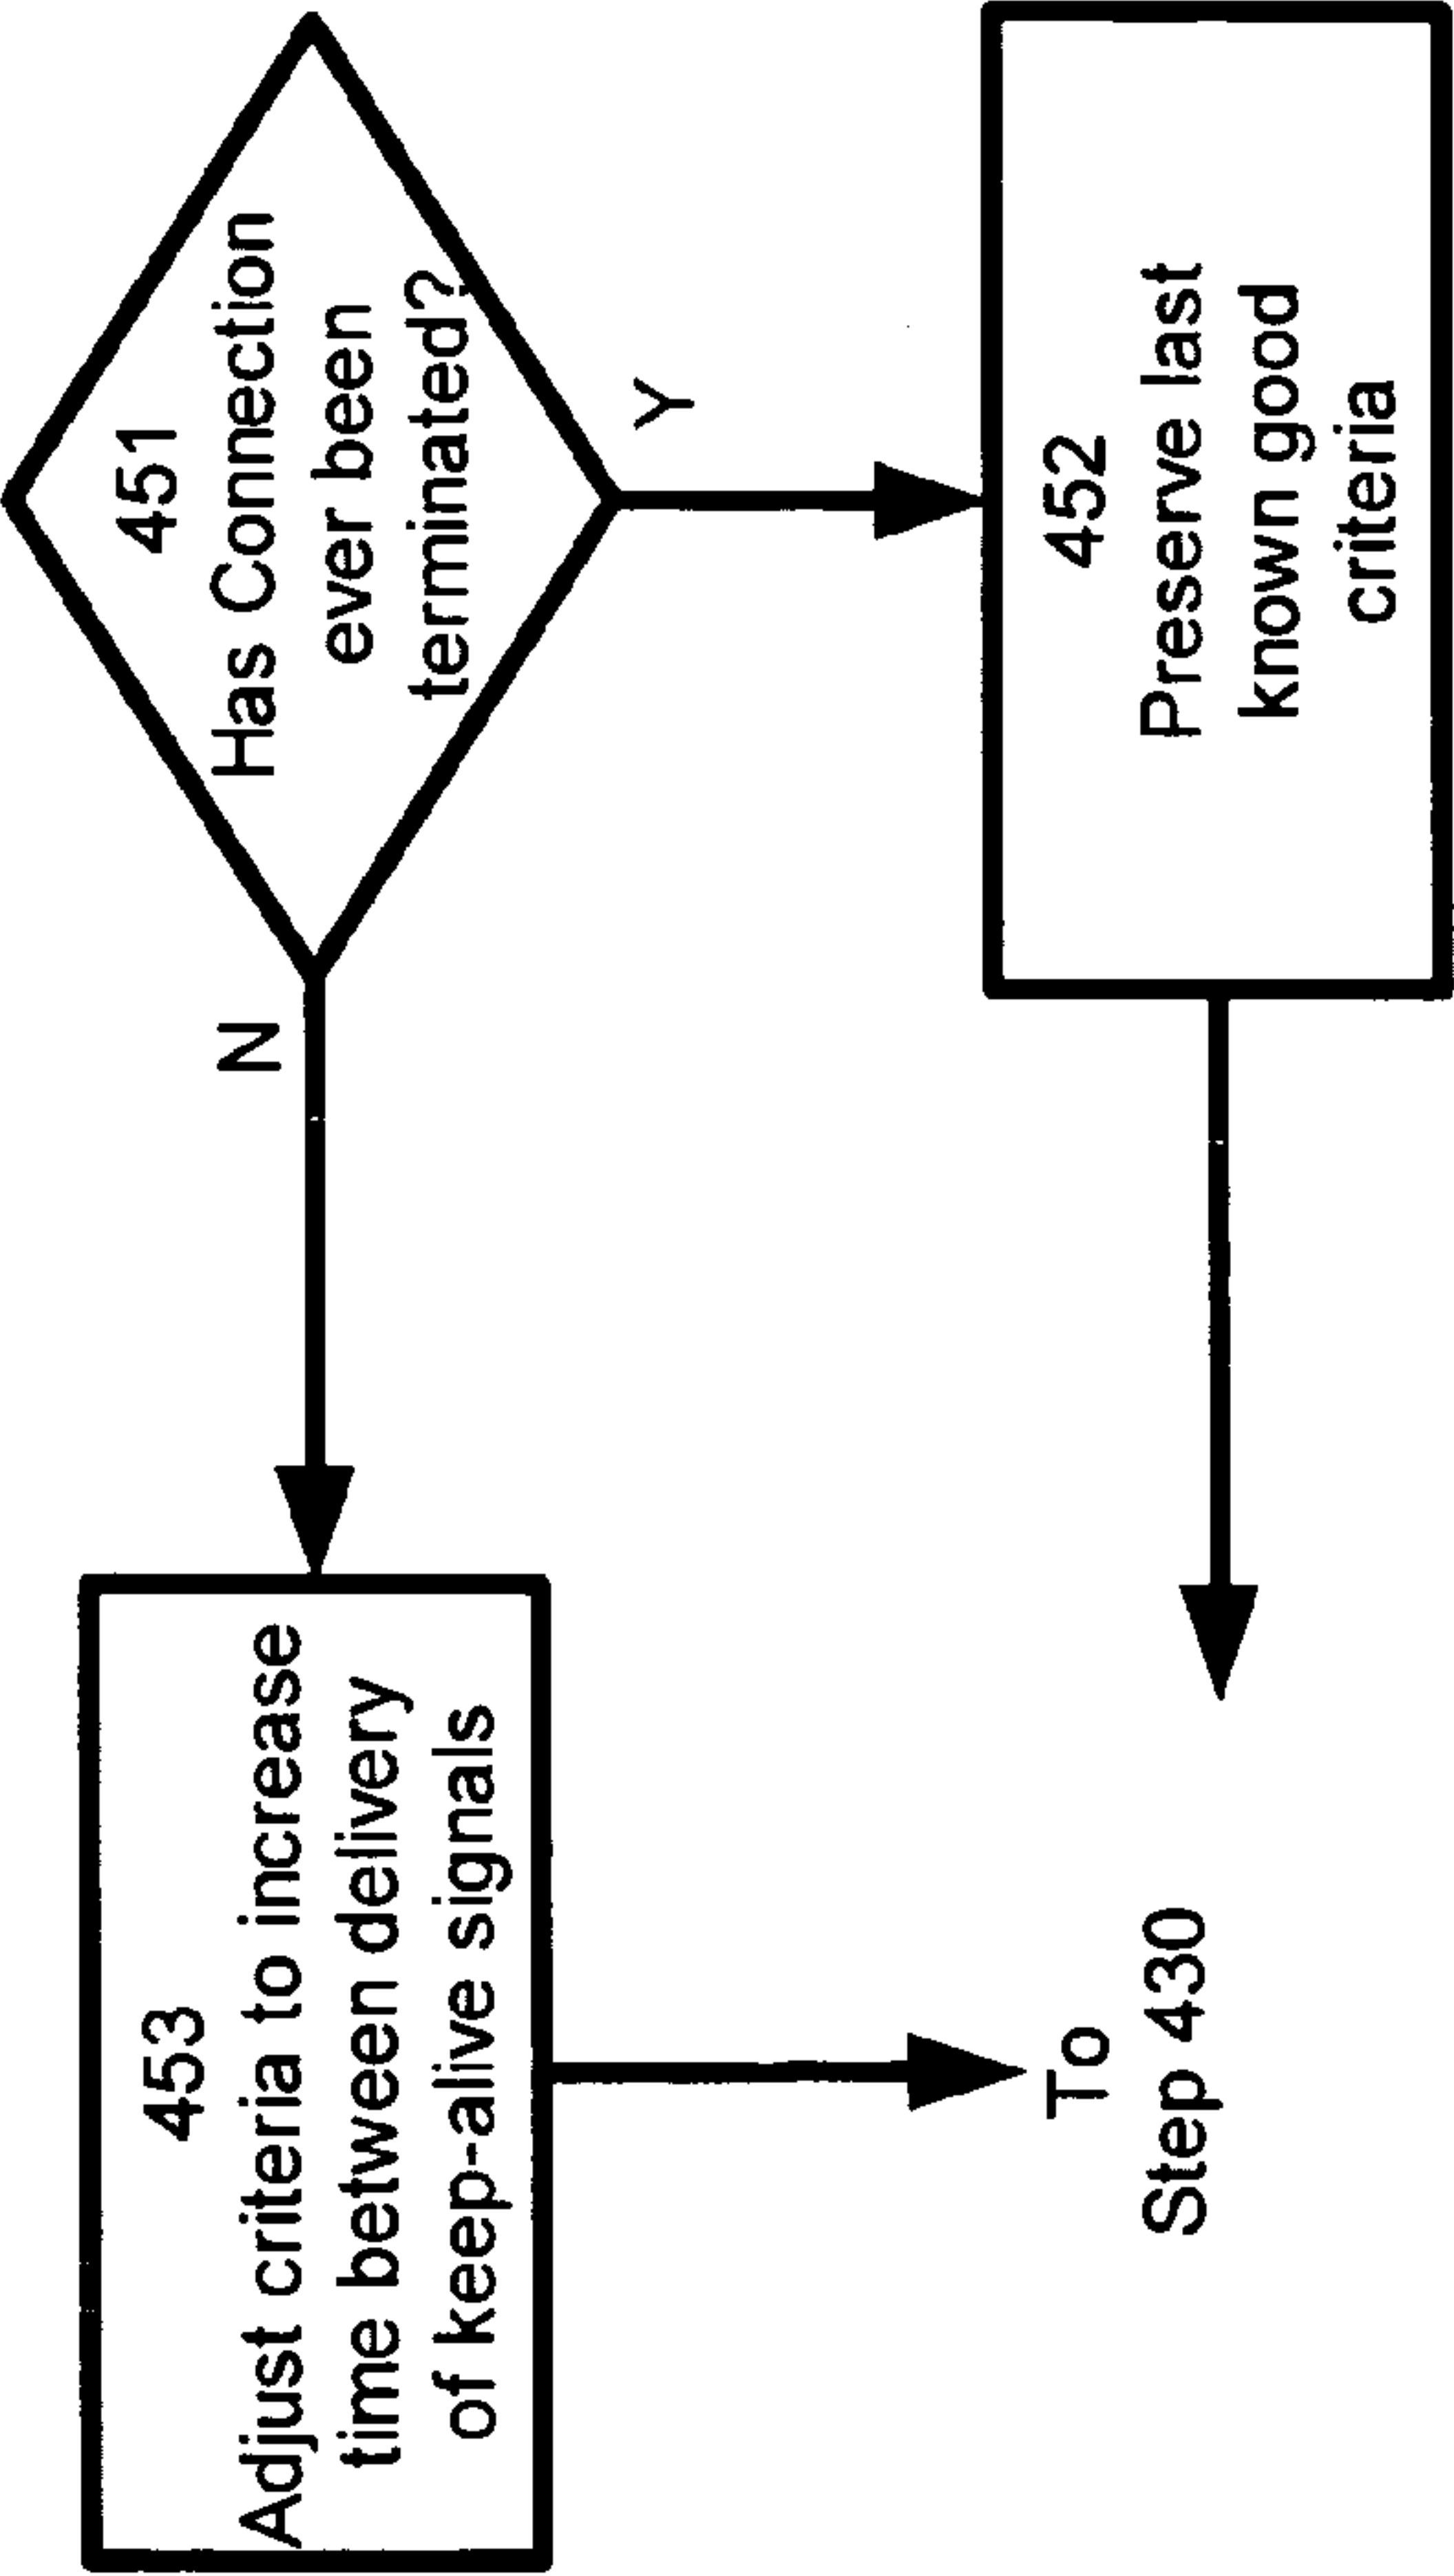 451
Has Connection
ever been
terminated?
N
Y
453
Adjust criteria to increase
time between delivery
of keep-alive signals
452
Preserve last
known good
criteria
To
Step 430